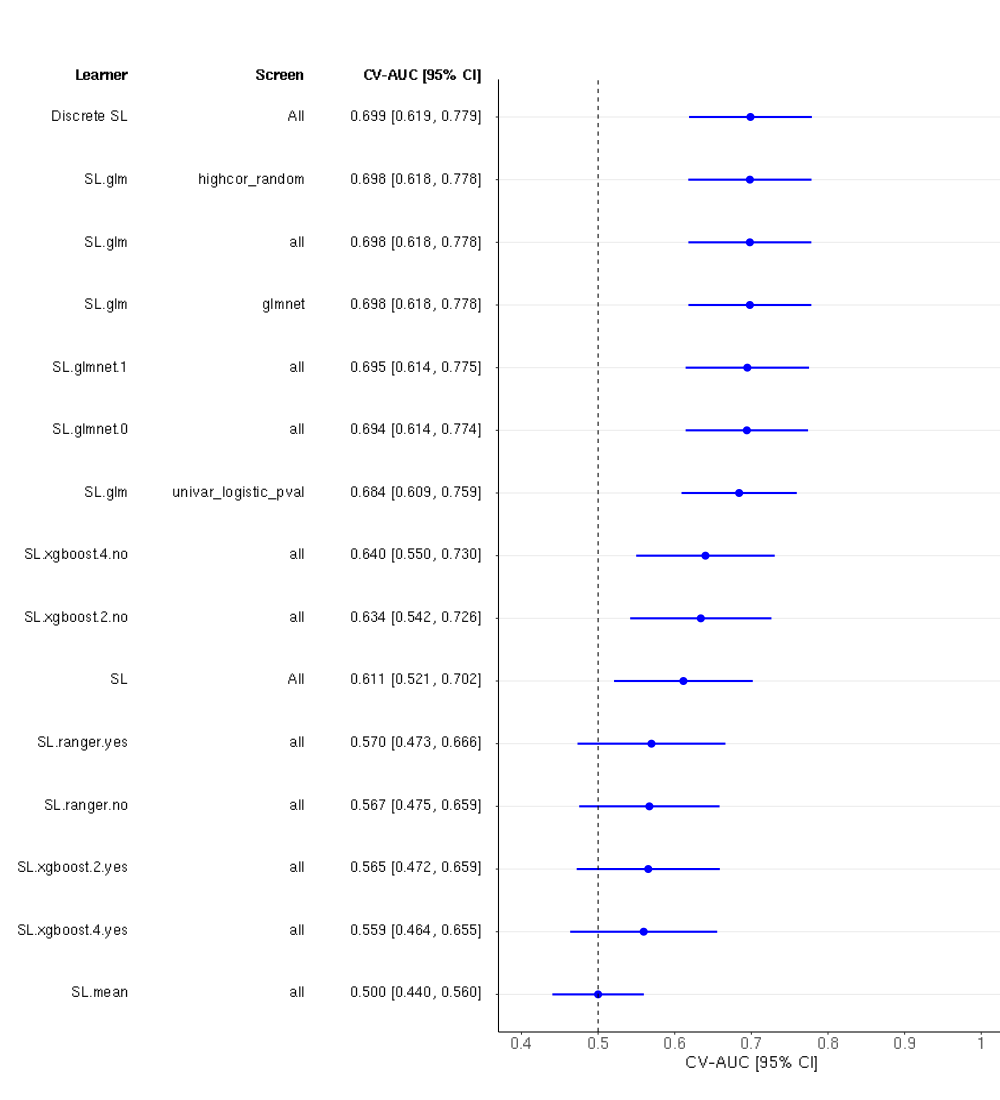 Learner Screen CV-AUC [95% CI]
Discrete SL All 0.699 [0.619, 0.779]
SL.glm highcor_random 0.698 [0.618, 0.778]
SL.glm all 0.698 [0.618, 0.778]
SL.glm glmnet 0.698 [0.618, 0.778]
SL.glmnet.1 all 0.695 [0.614, 0.775]
SL.glmnet.0 all 0.694 [0.614, 0.774]
SL.glm univar_logistic_pval 0.684 [0.609, 0.759]
SL.xgboost.4.no all 0.640 [0.550, 0.730]
SL.xgboost.2.no all 0.634 [0.542, 0.726]
SL All 0.611 [0.521, 0.702]
SL.ranger.yes all 0.570 [0.473, 0.666]
SL.ranger.no all 0.567 [0.475, 0.659]
SL.xgboost.2.yes all 0.565 [0.472, 0.659]
SL.xgboost.4.yes all 0.559 [0.464, 0.655]
SL.mean all 0.500 [0.440, 0.560]
0.4 0.5 0.6 0.7 0.8 0.9 1
CV-AUC [95% CI]